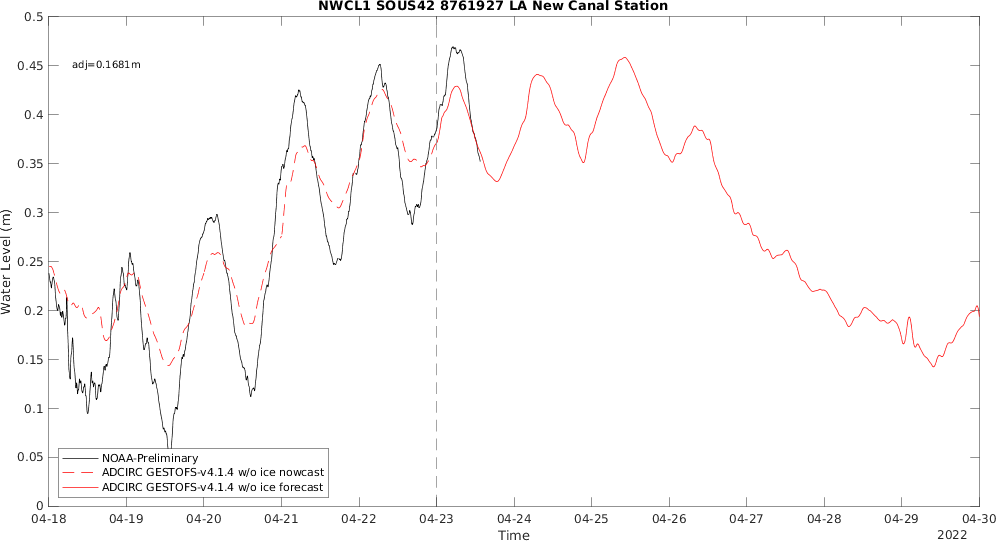 NWCL1 SOUS42 8761927 LA New Canal Station
0.5
0.45
0.4
0.35
0.3
0.25
0.2
0.15
0.1
0.05
0
Water Level (m)
adj=0.1681m
NOAA-Preliminary
ADCIRC GESTOFS-v4.1.4 w/o ice nowcast
ADCIRC GESTOFS-v4.1.4 w/o ice forecast
04-18 04-19 04-20 04-21 04-22 04-23 04-24 04-25 04-26 04-27 04-28 04-29 04-30
Time
2022